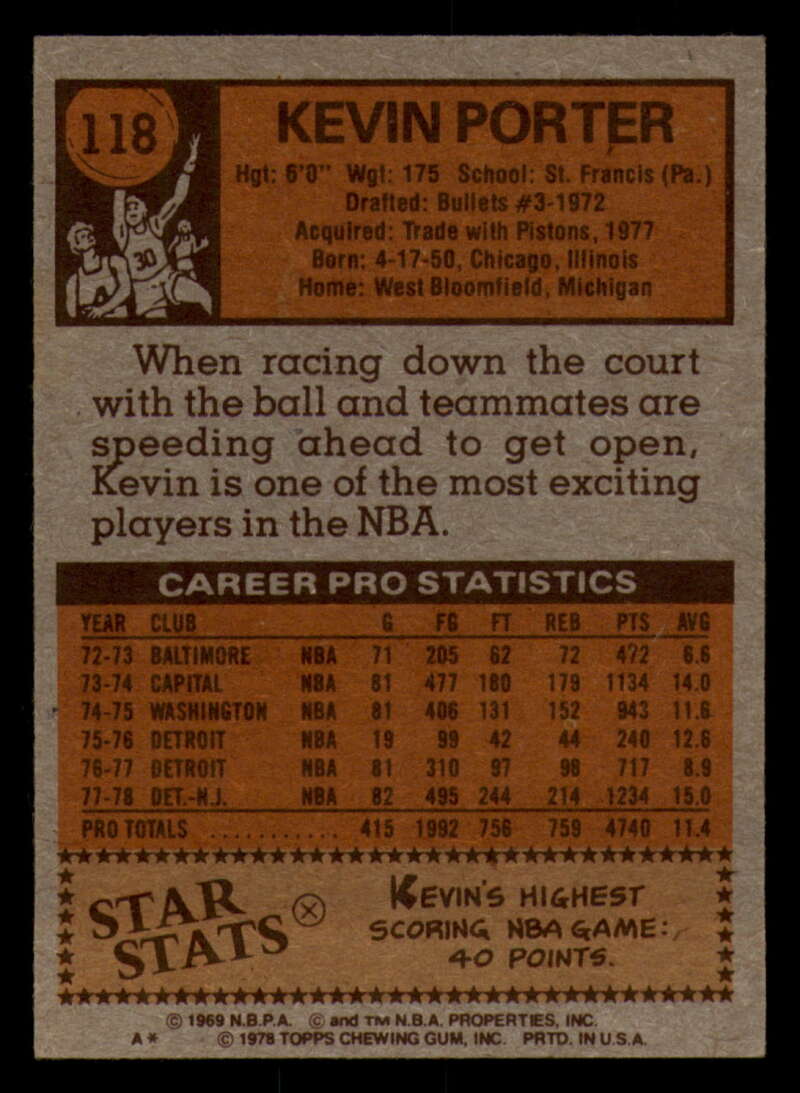 118
KEVIN PORTER
Hgt: 6'0" Wgt: 175 School: St. Francis (Pa.)
Drafted: Bullets #3-1972
Acquired: Trade with Pistons, 1977
Born: 4-17-50, Chicago, Illinois
Home: West Bloomfield, Michigan
30
When racing down the court
with the ball and teammates are
speeding ahead to get open,
Kevin is one of the most exciting
players in the NBA.
CAREER PRO STATISTICS
YEAR CLUB G FG FT REB PTS AVG
72-73 BALTIMORE NBA 71 205 62 72 472 6.6
73-74 CAPITAL NBA 81 477 180 179 1134 14.0
74-75 WASHINGTON NBA 81 406 131 152 943 11.6
75-76 DETROIT NBA 19 99 42 44 240 12.6
76-77 DETROIT NBA 81 310 97 98 717 8.9
77-78 DET.-N.J. NBA 82 495 244 214 1234 15.0
PRO TOTALS ........... 415 1992 756 759 4740 11.4
STAR
STATS
KEVIN'S HIGHEST
SCORING NBA GAME:
40 POINTS.
© 1969 N.B.P.A. © and TM N.B.A. PROPERTIES, INC.
A* © 1978 TOPPS CHEWING GUM, INC. PRTD. IN U.S.A.